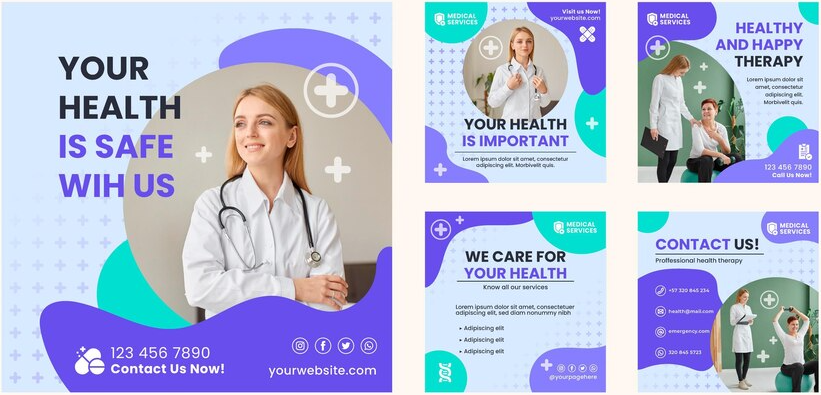 YOUR
HEALTH
IS SAFE
WIH US
123 456 7890
Contact Us Now!
yourwebsite.com
MEDICAL
SERVICES
Visit us Now!
yourwebsite.com
YOUR HEALTH
IS IMPORTANT
Lorem ipsum dolor sit amet, consectetur
adipiscing elit. Morbivelit.
MEDICAL
SERVICES
HEALTHY
AND HAPPY
THERAPY
Lorem ipsum dolor
sit amet,
consectetur
adipiscing elit.
Morbivelit.
123 456 7890
Call Us Now!
MEDICAL
SERVICES
WE CARE FOR
YOUR HEALTH
Know all our services
Lorem ipsum dolor sit amet, consectetuer
adipiscing elit, sed diam nonummy nibh
Adipiscing elit
Adipiscing elit
Adipiscing elit
@yourpagehere
MEDICAL
SERVICES
CONTACT US!
Proffessional health therapy
+57 320 845 234
health@mail.com
emergency.com
320 845 5723